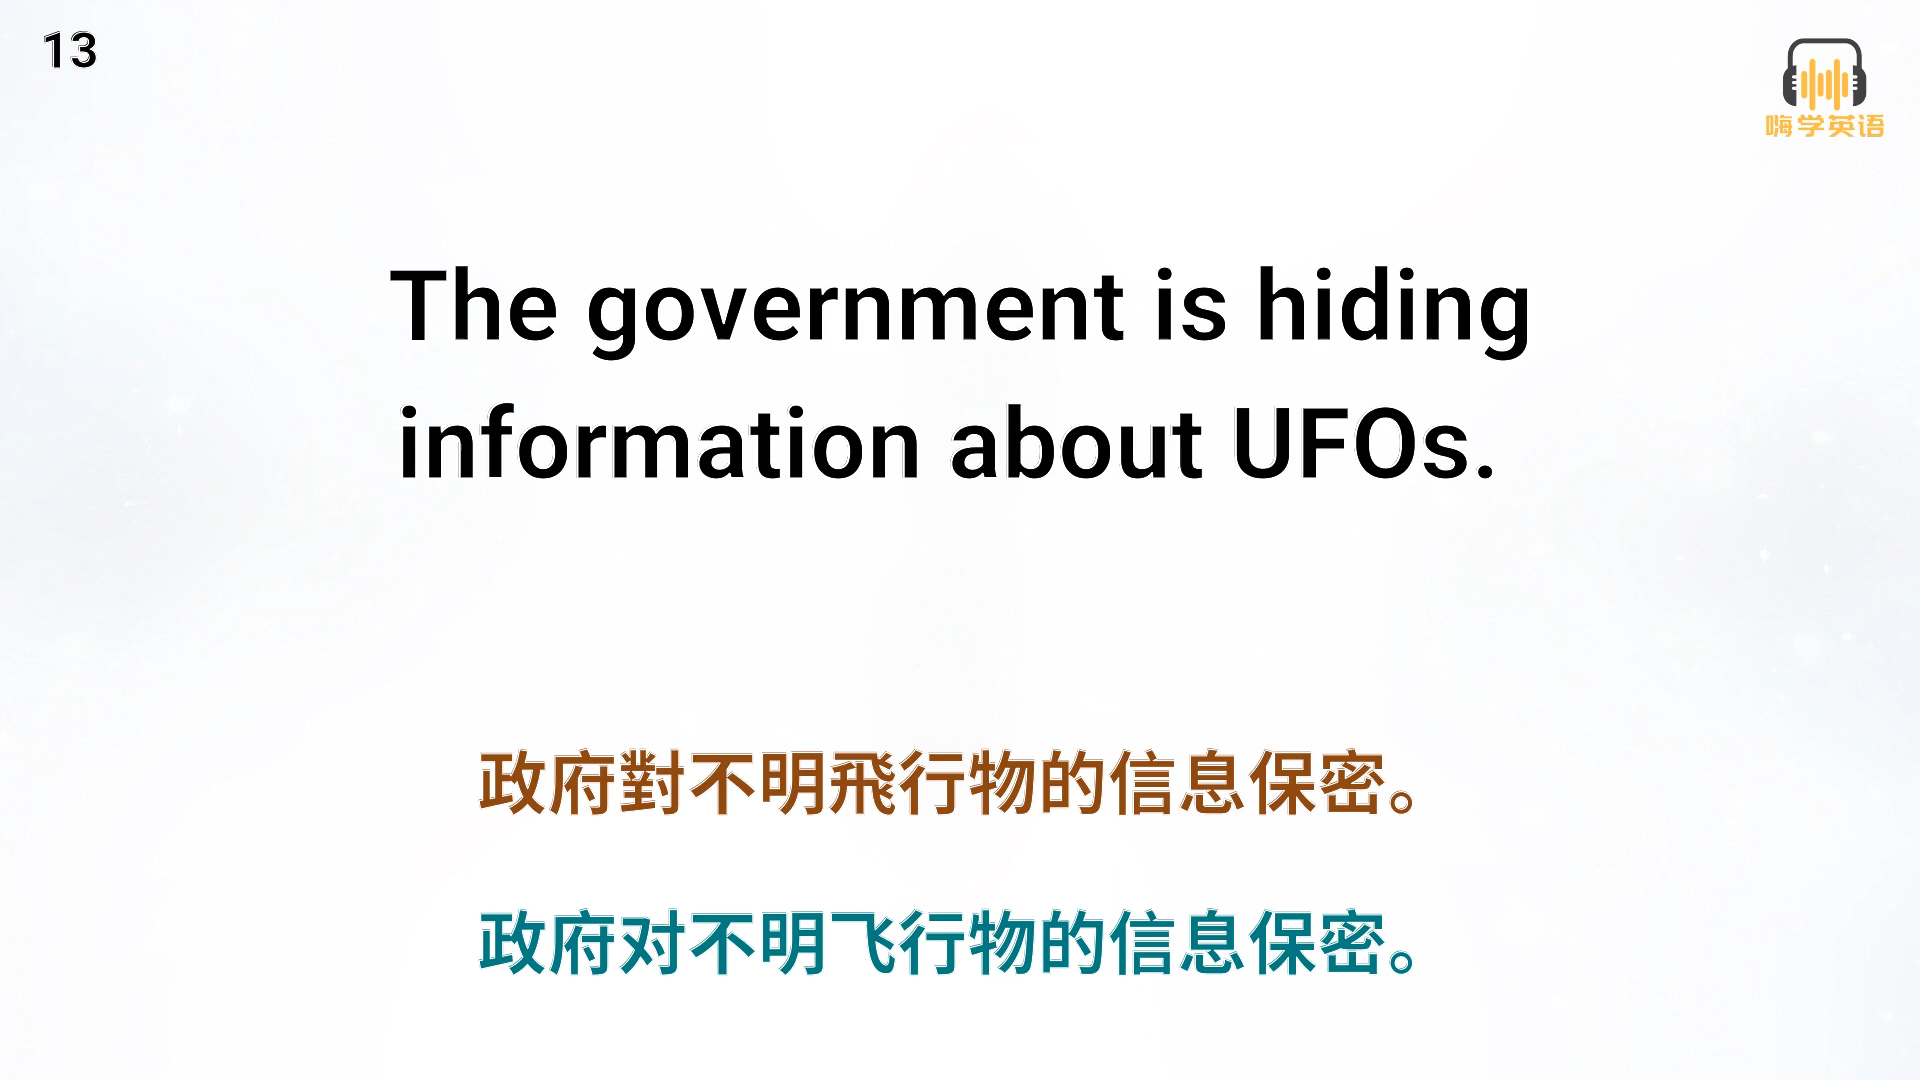 13
嗨学英语
The government is hiding
information about UFOs.
政府對不明飛行物的信息保密。
政府对不明飞行物的信息保密。